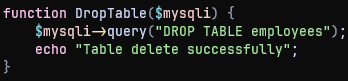 function DropTable($mysqli) {
    $mysqli->query("DROP TABLE employees");
    echo "Table delete successfully";
}